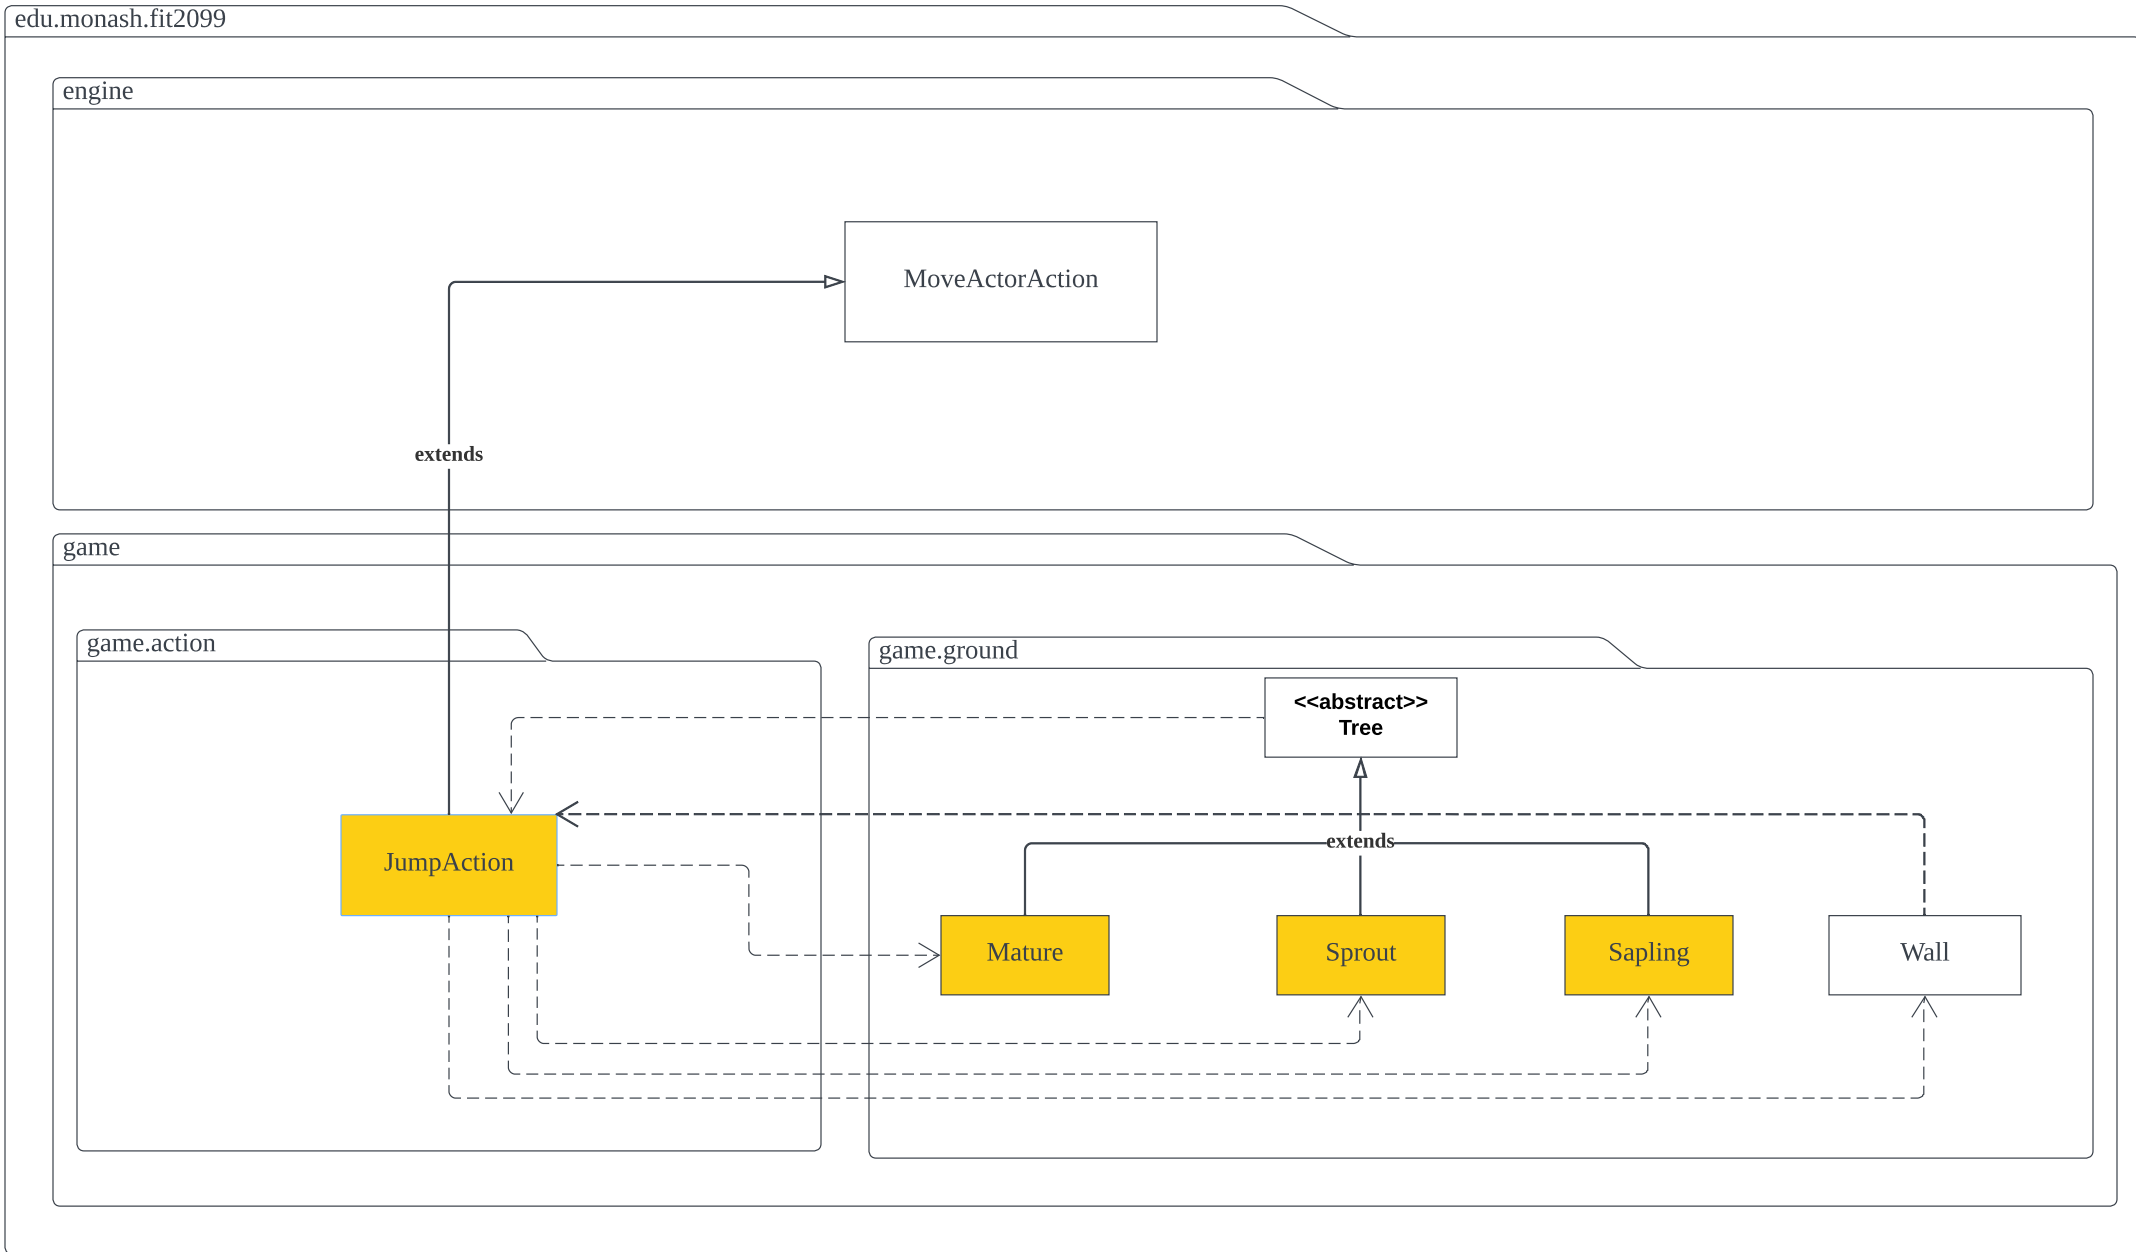 edu.monash.fit2099
engine
MoveActorAction
extends
game
game.action
game.ground
<<abstract>>
Tree
extends
JumpAction
Mature
Sprout
Sapling
Wall